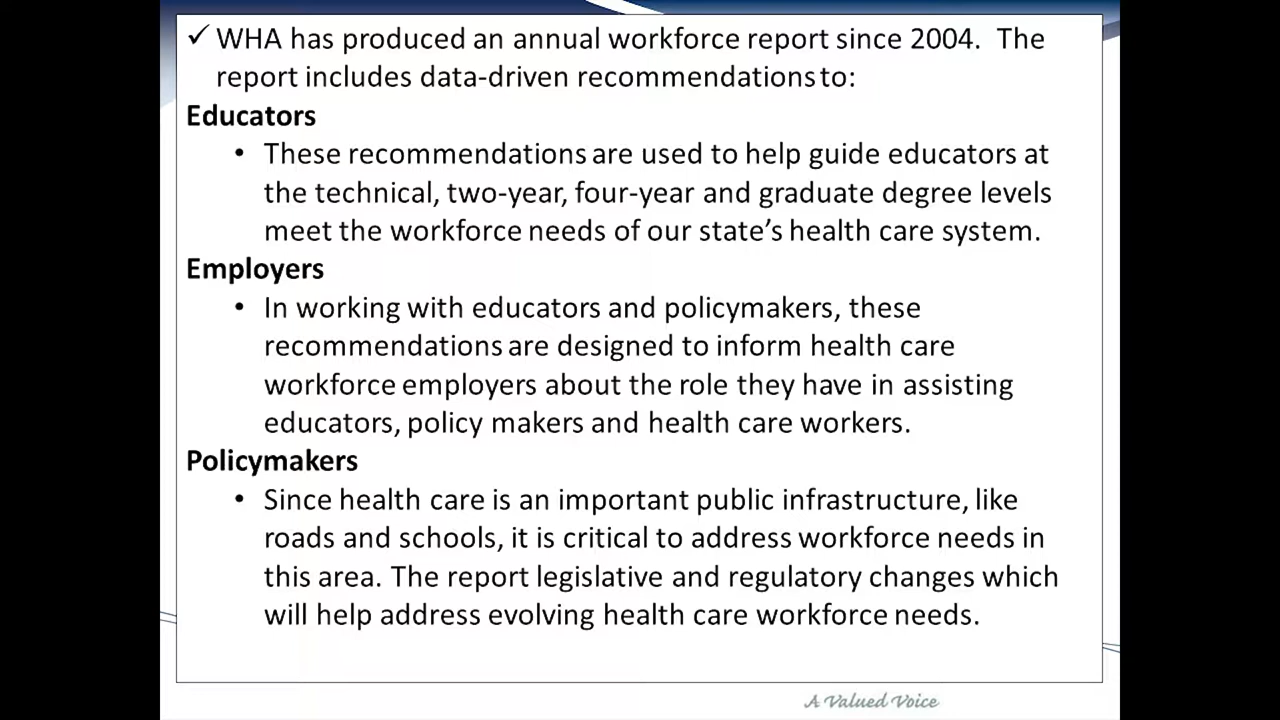 ✓ WHA has produced an annual workforce report since 2004.  The
report includes data-driven recommendations to:
Educators
• These recommendations are used to help guide educators at
the technical, two-year, four-year and graduate degree levels
meet the workforce needs of our state’s health care system.
Employers
• In working with educators and policymakers, these
recommendations are designed to inform health care
workforce employers about the role they have in assisting
educators, policy makers and health care workers.
Policymakers
• Since health care is an important public infrastructure, like
roads and schools, it is critical to address workforce needs in
this area. The report legislative and regulatory changes which
will help address evolving health care workforce needs.
A Valued Voice